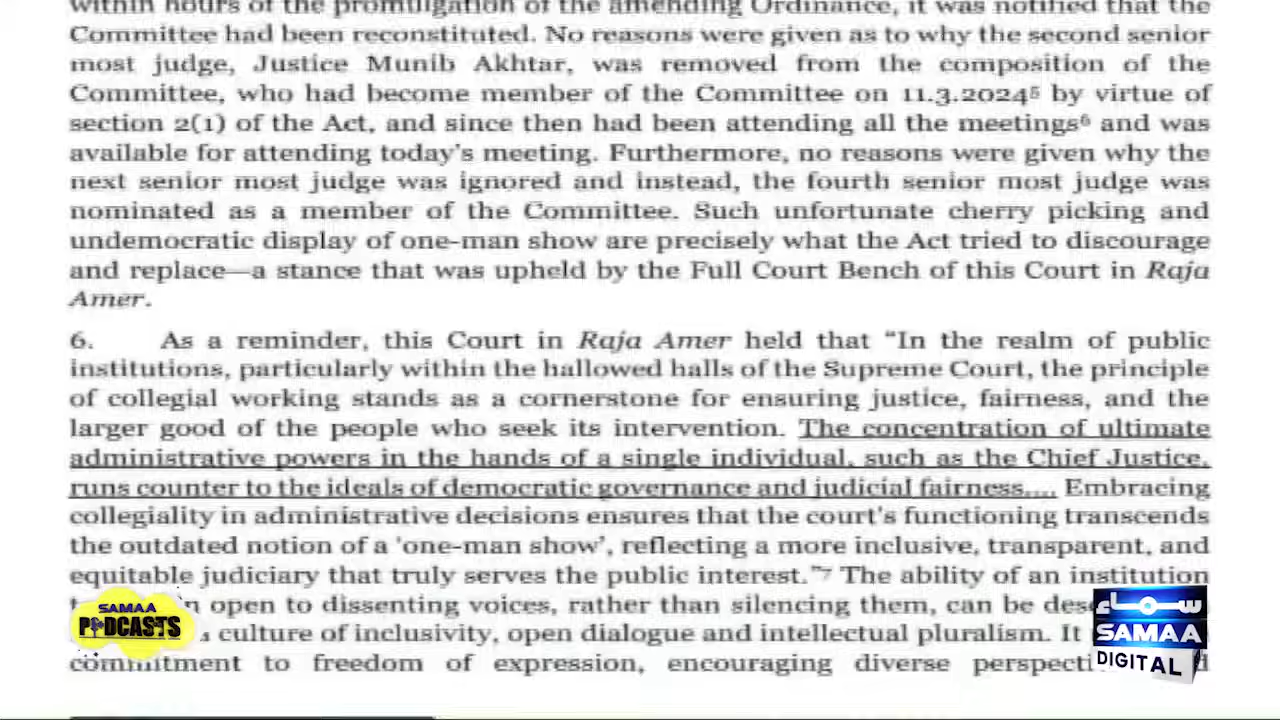 within hours of the promulgation of the amending Ordinance, it was notified that the
Committee had been reconstituted. No reasons were given as to why the second senior
most judge, Justice Munib Akhtar, was removed from the composition of the
Committee, who had become member of the Committee on 11.3.2024⁵ by virtue of
section 2(1) of the Act, and since then had been attending all the meetings⁶ and was
available for attending today's meeting. Furthermore, no reasons were given why the
next senior most judge was ignored and instead, the fourth senior most judge was
nominated as a member of the Committee. Such unfortunate cherry picking and
undemocratic display of one-man show are precisely what the Act tried to discourage
and replace—a stance that was upheld by the Full Court Bench of this Court in Raja
Amer.
6. As a reminder, this Court in Raja Amer held that "In the realm of public
institutions, particularly within the hallowed halls of the Supreme Court, the principle
of collegial working stands as a cornerstone for ensuring justice, fairness, and the
larger good of the people who seek its intervention. The concentration of ultimate
administrative powers in the hands of a single individual, such as the Chief Justice,
runs counter to the ideals of democratic governance and judicial fairness.... Embracing
collegiality in administrative decisions ensures that the court's functioning transcends
the outdated notion of a 'one-man show', reflecting a more inclusive, transparent, and
equitable judiciary that truly serves the public interest."⁷ The ability of an institution
open to dissenting voices, rather than silencing them, can be
culture of inclusivity, open dialogue and intellectual pluralism. It
commitment to freedom of expression, encouraging diverse
SAMAA
PODCASTS
سماء
SAMAA
DIGITAL